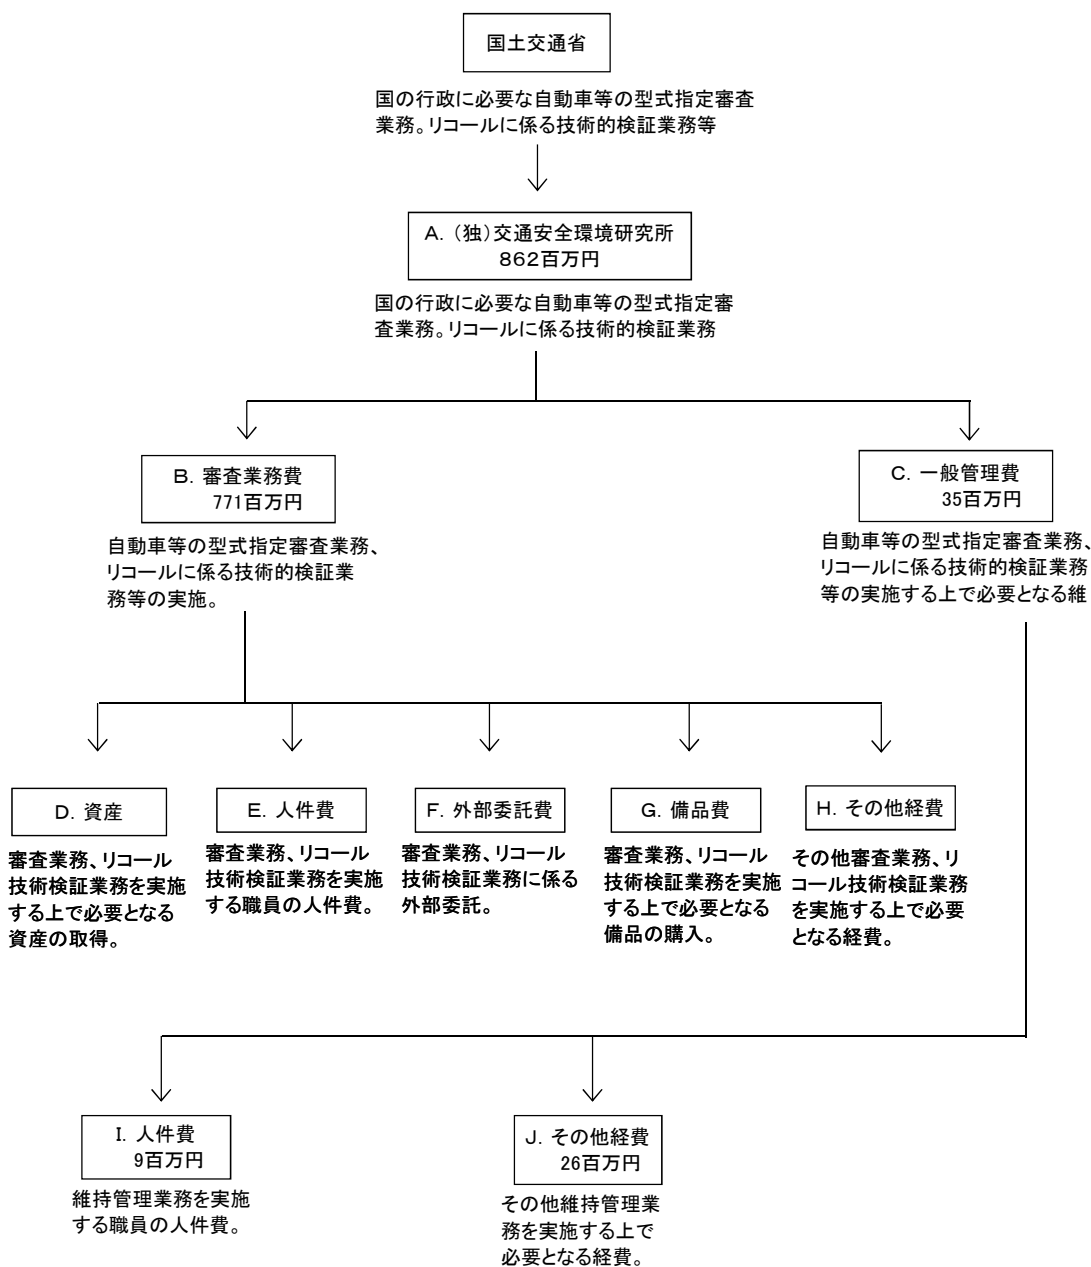 国土交通省
国の行政に必要な自動車等の型式指定審査
業務。リコールに係る技術的検証業務等
A. (独)交通安全環境研究所
862百万円
国の行政に必要な自動車等の型式指定審
査業務。リコールに係る技術的検証業務
B. 審査業務費
771百万円
自動車等の型式指定審査業務、
リコールに係る技術的検証業
務等の実施。
C. 一般管理費
35百万円
自動車等の型式指定審査業務、
リコールに係る技術的検証業務
等の実施する上で必要となる維
D. 資産
審査業務、リコール
技術検証業務を実施
する上で必要となる
資産の取得。
E. 人件費
審査業務、リコール
技術検証業務を実施
する職員の人件費。
F. 外部委託費
審査業務、リコール
技術検証業務に係る
外部委託。
G. 備品費
審査業務、リコール
技術検証業務を実施
する上で必要となる
備品の購入。
H. その他経費
その他審査業務、リ
コール技術検証業務
を実施する上で必要
となる経費。
I. 人件費
9百万円
維持管理業務を実施
する職員の人件費。
J. その他経費
26百万円
その他維持管理業
務を実施する上で
必要となる経費。